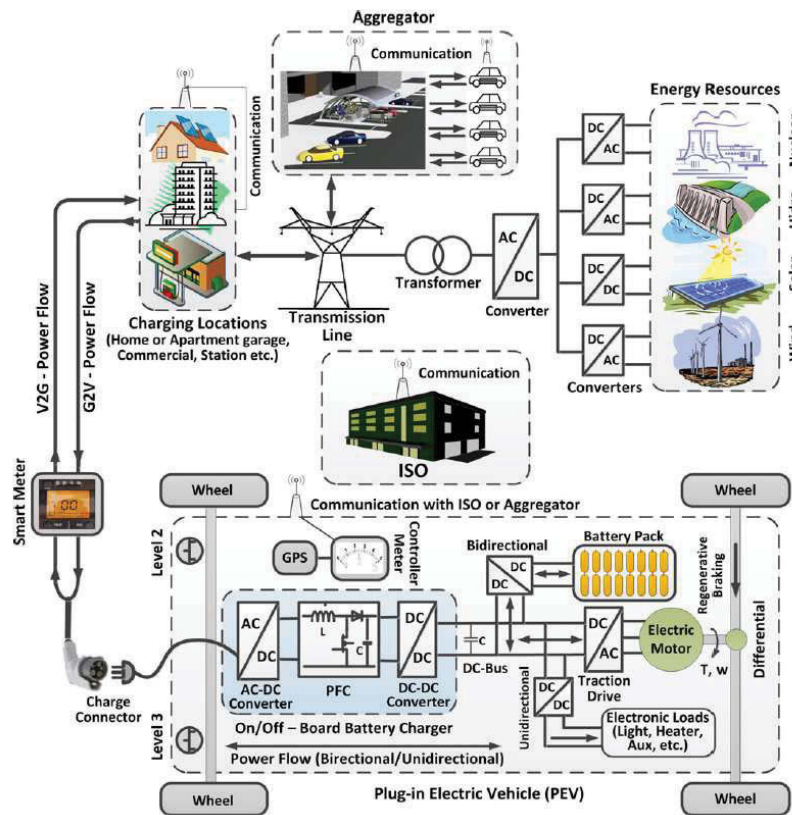 Aggregator
Communication
Communication
Energy Resources
DC
AC
Nuclear
DC
AC
AC
DC
Transformer
Converter
DC
AC
DC
AC
Converters
Transmission
Line
Charging Locations
(Home or Apartment garage,
Commercial, Station etc.)
V2G - Power Flow
G2V - Power Flow
Communication
ISO
Smart Meter
Wheel
Wheel
Communication with ISO or Aggregator
Level 2
GPS
Controller
Meter
Bidirectional
DC
DC
Battery Pack
Regenerative
Braking
AC
DC
L
C
DC
DC
C
DC-Bus
DC
AC
Electric
Motor
T, w
Differential
AC-DC
Converter
PFC
DC-DC
Converter
Traction
Drive
Charge
Connector
Level 3
On/Off – Board Battery Charger
Power Flow (Birectional/Unidirectional)
Unidirectional
DC
DC
Electronic Loads
(Light, Heater,
Aux, etc.)
Wheel
Wheel
Plug-in Electric Vehicle (PEV)